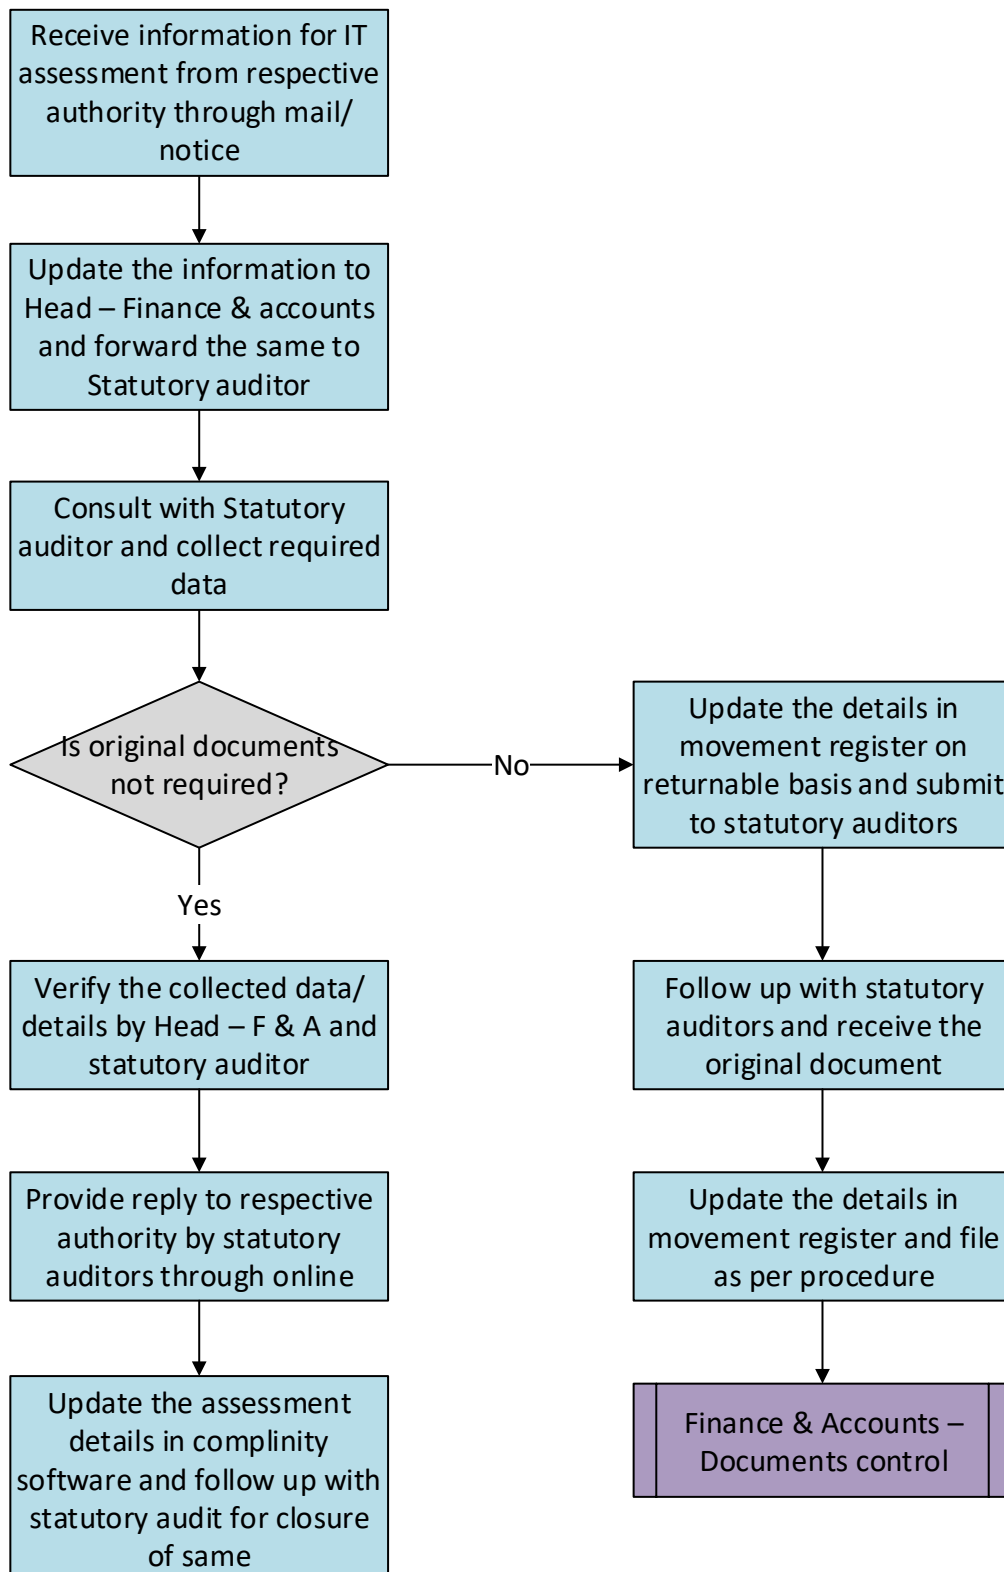 Receive information for IT
assessment from respective
authority through mail/
notice
Update the information to
Head – Finance & accounts
and forward the same to
Statutory auditor
Consult with Statutory
auditor and collect required
data
Is original documents
not required?
No
Update the details in
movement register on
returnable basis and submit
to statutory auditors
Yes
Verify the collected data/
details by Head – F & A and
statutory auditor
Follow up with statutory
auditors and receive the
original document
Provide reply to respective
authority by statutory
auditors through online
Update the details in
movement register and file
as per procedure
Update the assessment
details in complinity
software and follow up with
statutory audit for closure
of same
Finance & Accounts –
Documents control